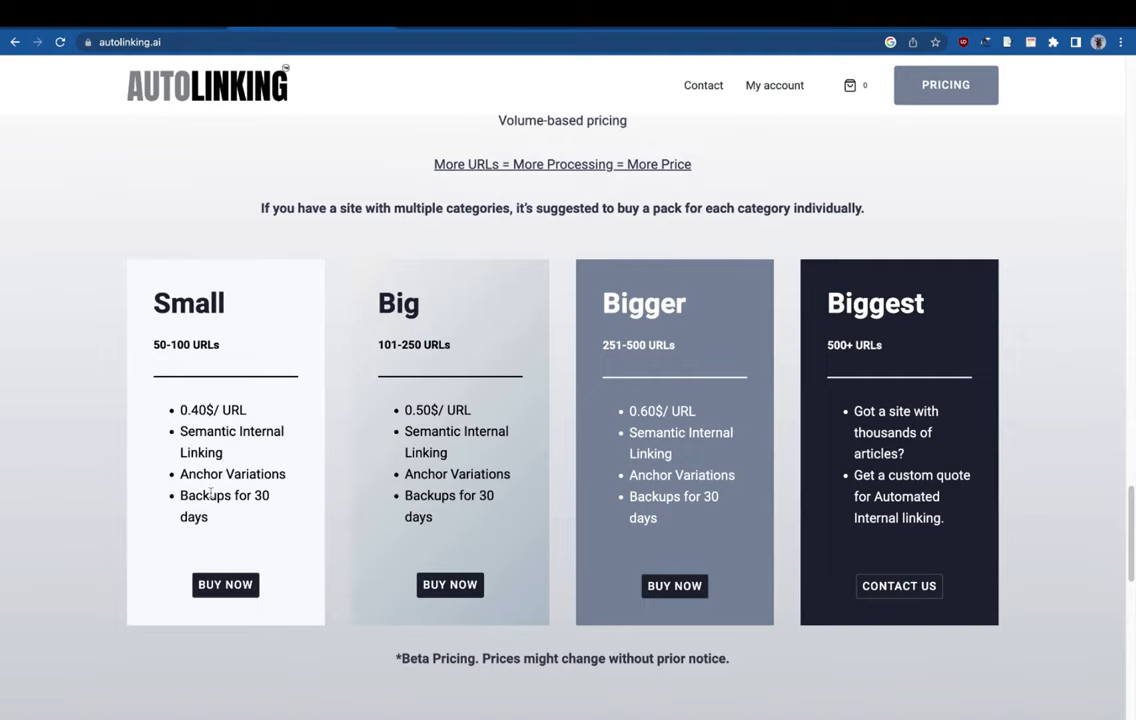 autolinking.ai
AUTOLINKING
Contact
My account
0
PRICING
Volume-based pricing
More URLs = More Processing = More Price
If you have a site with multiple categories, it's suggested to buy a pack for each category individually.
Small
50-100 URLs
0.40$/ URL
Semantic Internal
Linking
Anchor Variations
Backups for 30
days
BUY NOW
Big
101-250 URLs
0.50$/ URL
Semantic Internal
Linking
Anchor Variations
Backups for 30
days
BUY NOW
Bigger
251-500 URLs
0.60$/ URL
Semantic Internal
Linking
Anchor Variations
Backups for 30
days
BUY NOW
Biggest
500+ URLs
Got a site with
thousands of
articles?
Get a custom quote
for Automated
Internal linking.
CONTACT US
*Beta Pricing. Prices might change without prior notice.